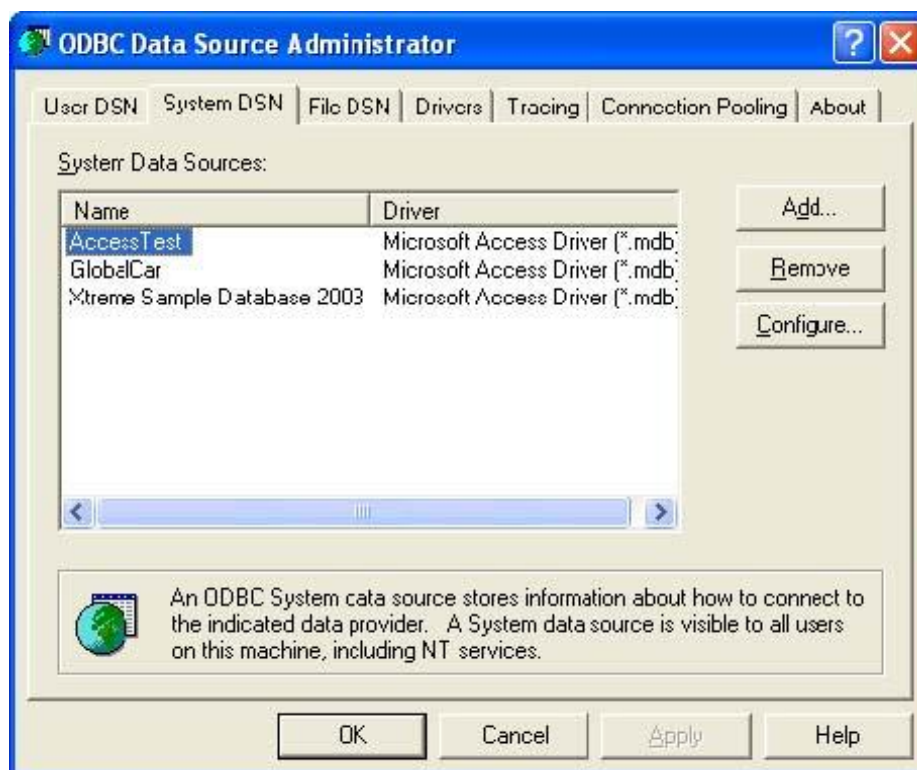 ODBC Data Source Administrator
User DSN System DSN File DSN Drivers Tracing Connection Pooling About
System Data Sources:
Name Driver
AccessTest Microsoft Access Driver (*.mdb
GlobalCar Microsoft Access Driver (*.mdb
Xtreme Sample Database 2003 Microsoft Access Driver (*.mdb
Add...
Remove
Configure...
An ODBC System data source stores information about how to connect to
the indicated data provider. A System data source is visible to all users
on this machine, including NT services.
OK Cancel Apply Help